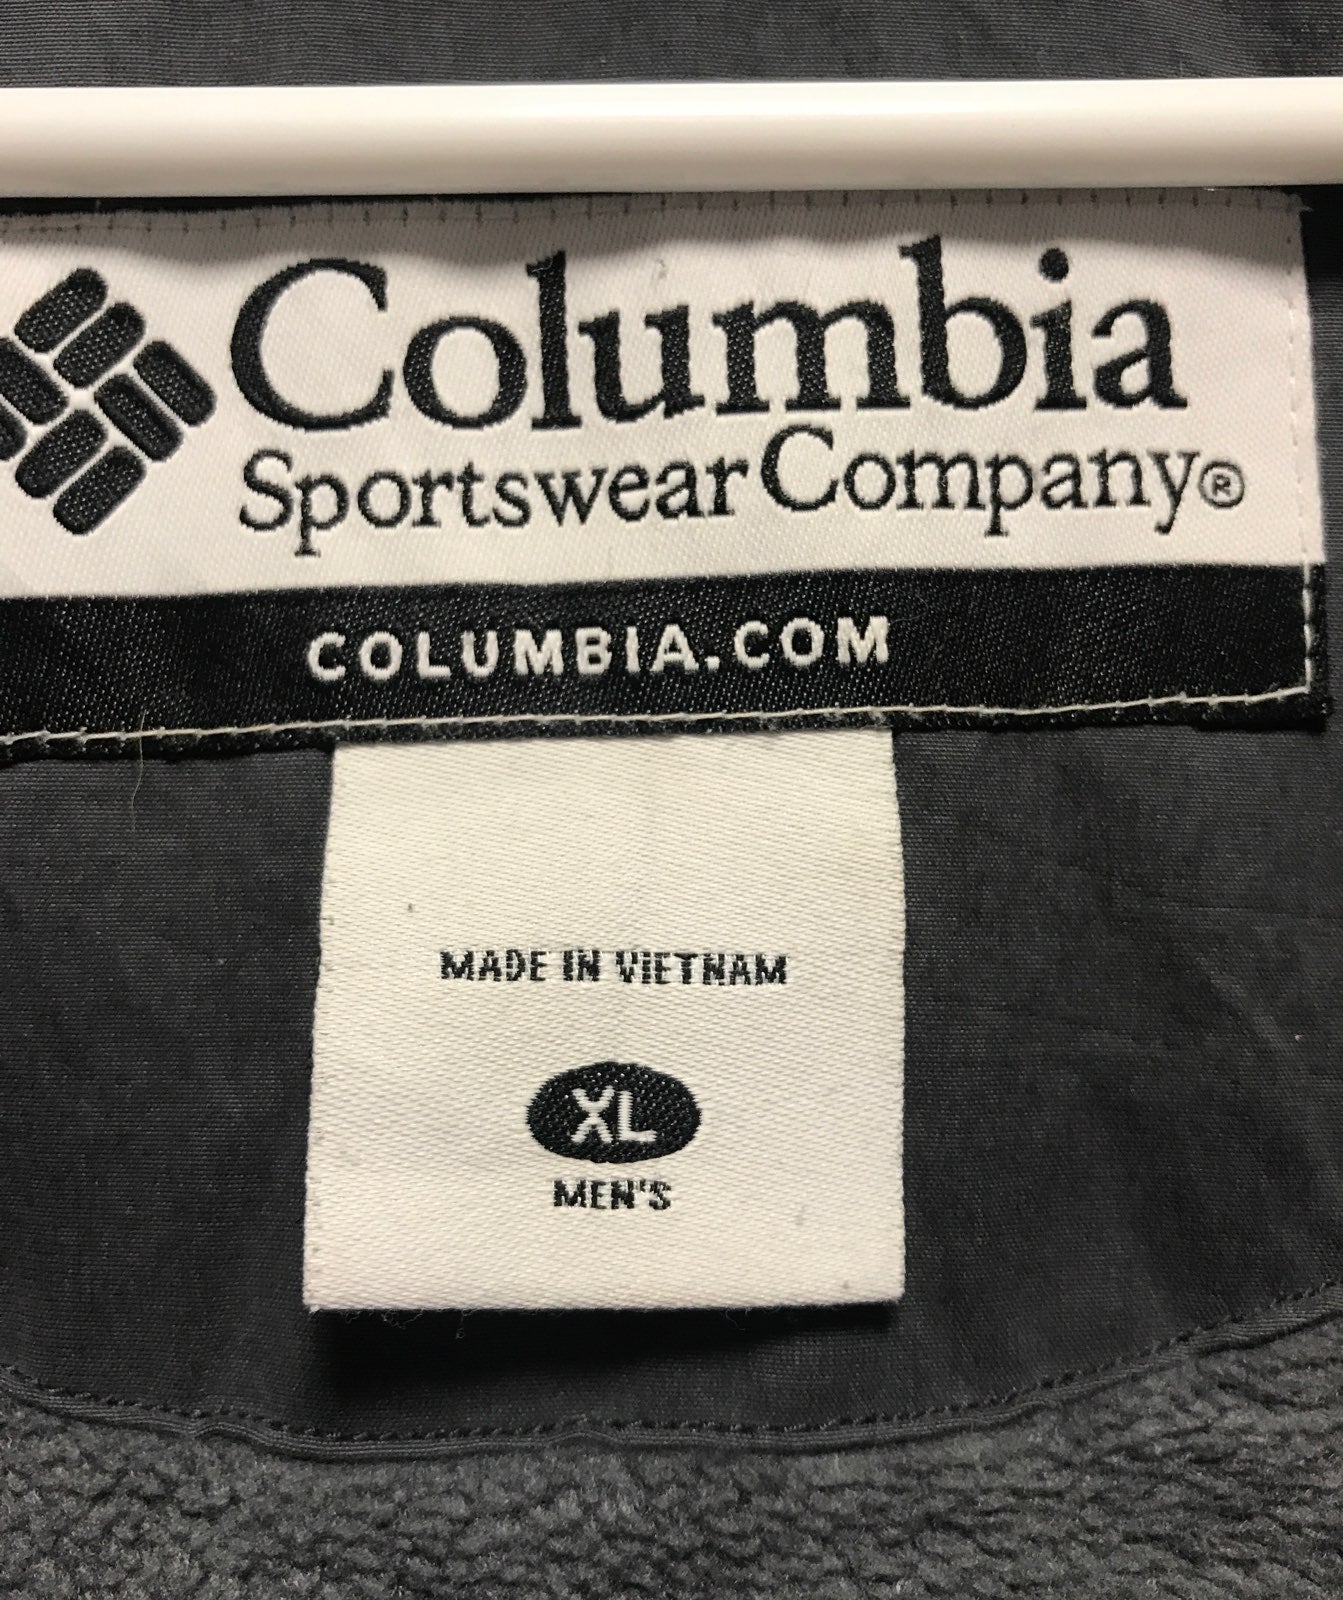 Columbia
Sportswear Company®
COLUMBIA.COM
MADE IN VIETNAM
XL
MEN'S